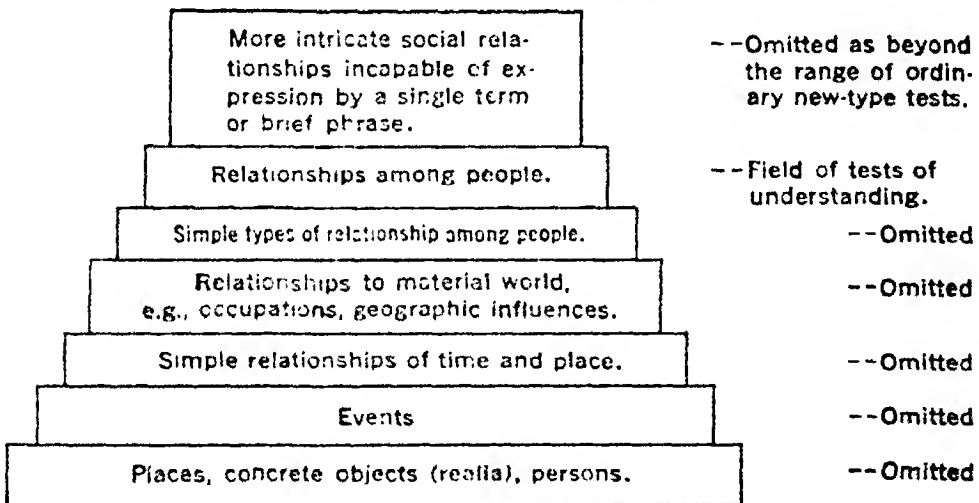 More intricate social rela-
tionships incapable of ex-
pression by a single term
or brief phrase.
--Omitted as beyond
the range of ordin-
ary new-type tests.
Relationships among people.
--Field of tests of
understanding.
Simple types of relationship among people.
--Omitted
Relationships to material world,
e.g., occupations, geographic influences.
--Omitted
Simple relationships of time and place.
--Omitted
Events
--Omitted
Places, concrete objects (realia), persons.
--Omitted